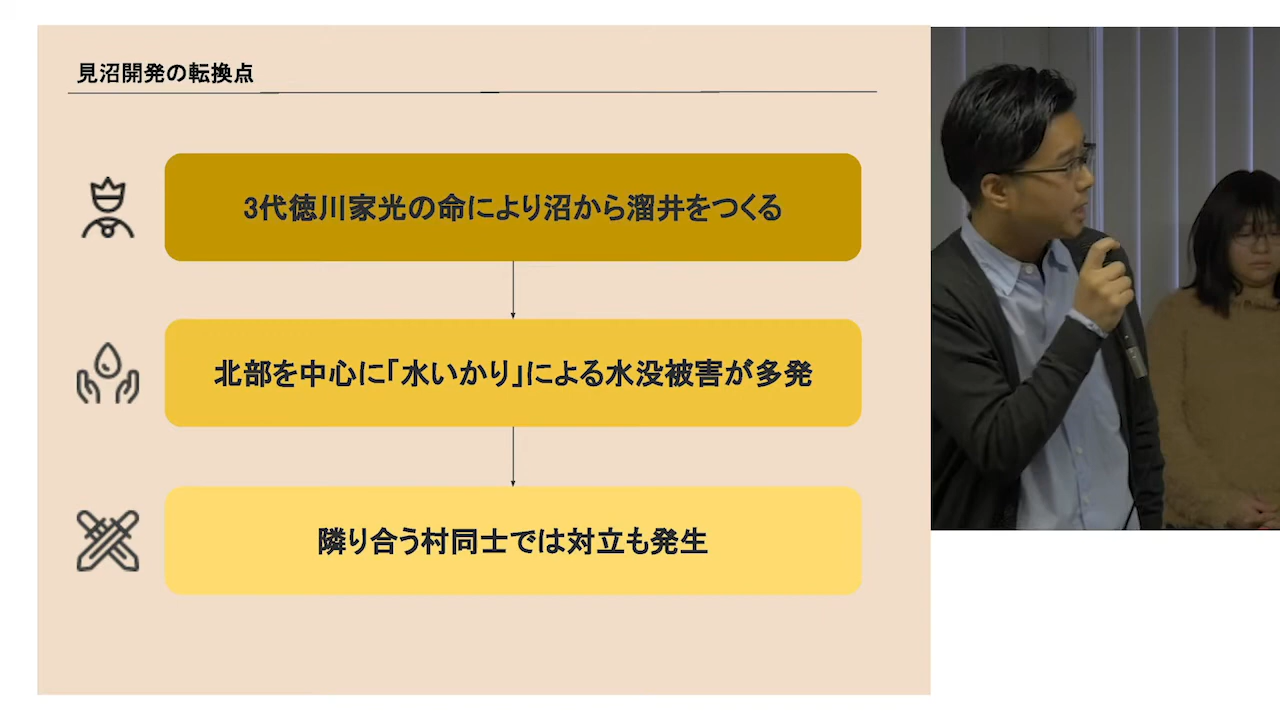 見沼開発の転換点
3代徳川家光の命により沼から溜井をつくる
北部を中心に｢水いかり｣による水没被害が多発
隣り合う村同士では対立も発生